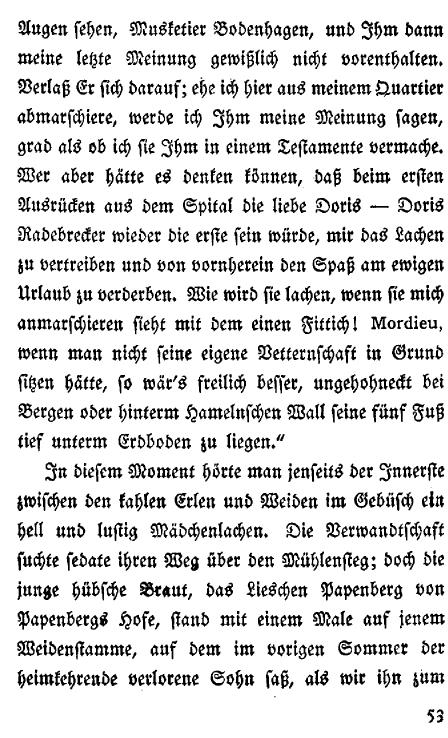 Augen sehen, Musketier Bodenhagen, und Ihm dann
meine letzte Meinung gewißlich nicht vorenthalten.
Verlaß Er sich darauf; ehe ich hier aus meinem Quartier
abmarschiere, werde ich Ihm meine Meinung sagen,
grad als ob ich sie Ihm in einem Testamente vermache.
Wer aber hätte es denken können, daß beim ersten
Ausrücken aus dem Spital die liebe Doris — Doris
Radebrecker wieder die erste sein würde, mir das Lachen
zu vertreiben und von vornherein den Spaß am ewigen
Urlaub zu verderben. Wie wird sie lachen, wenn sie mich
anmarschieren sieht mit dem einen Fittich! Mordieu,
wenn man nicht seine eigene Vetternschaft in Grund
sitzen hätte, so wär's freilich besser, ungehohneckt bei
Bergen oder hinterm Hamelnschen Wall seine fünf Fuß
tief unterm Erdboden zu liegen.“
In diesem Moment hörte man jenseits der Innerste
zwischen den kahlen Erlen und Weiden im Gebüsch ein
hell und lustig Mädchenlachen. Die Verwandtschaft
suchte sedate ihren Weg über den Mühlensteg; doch die
junge hübsche Braut, das Lieschen Papenberg von
Papenbergs Hofe, stand mit einem Male auf jenem
Weidenstamme, auf dem im vorigen Sommer der
heimkehrende verlorene Sohn saß, als wir ihn zum
53